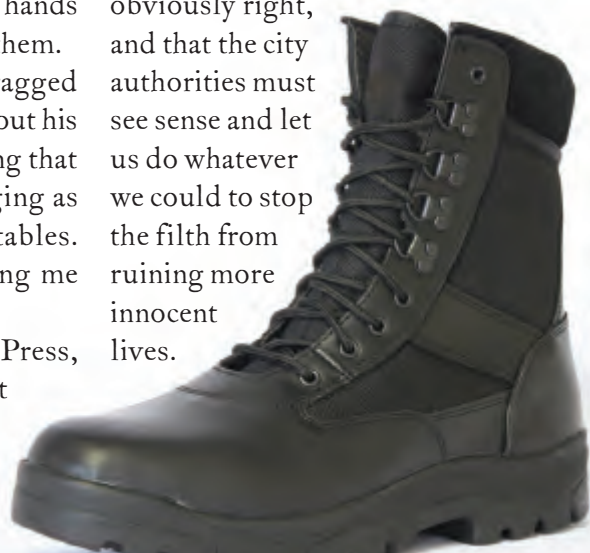 hands
hem.
agged
out his
ng that
ging as
tables.
ng me
Press,
t
obviously right,
and that the city
authorities must
see sense and let
us do whatever
we could to stop
the filth from
ruining more
innocent
lives.